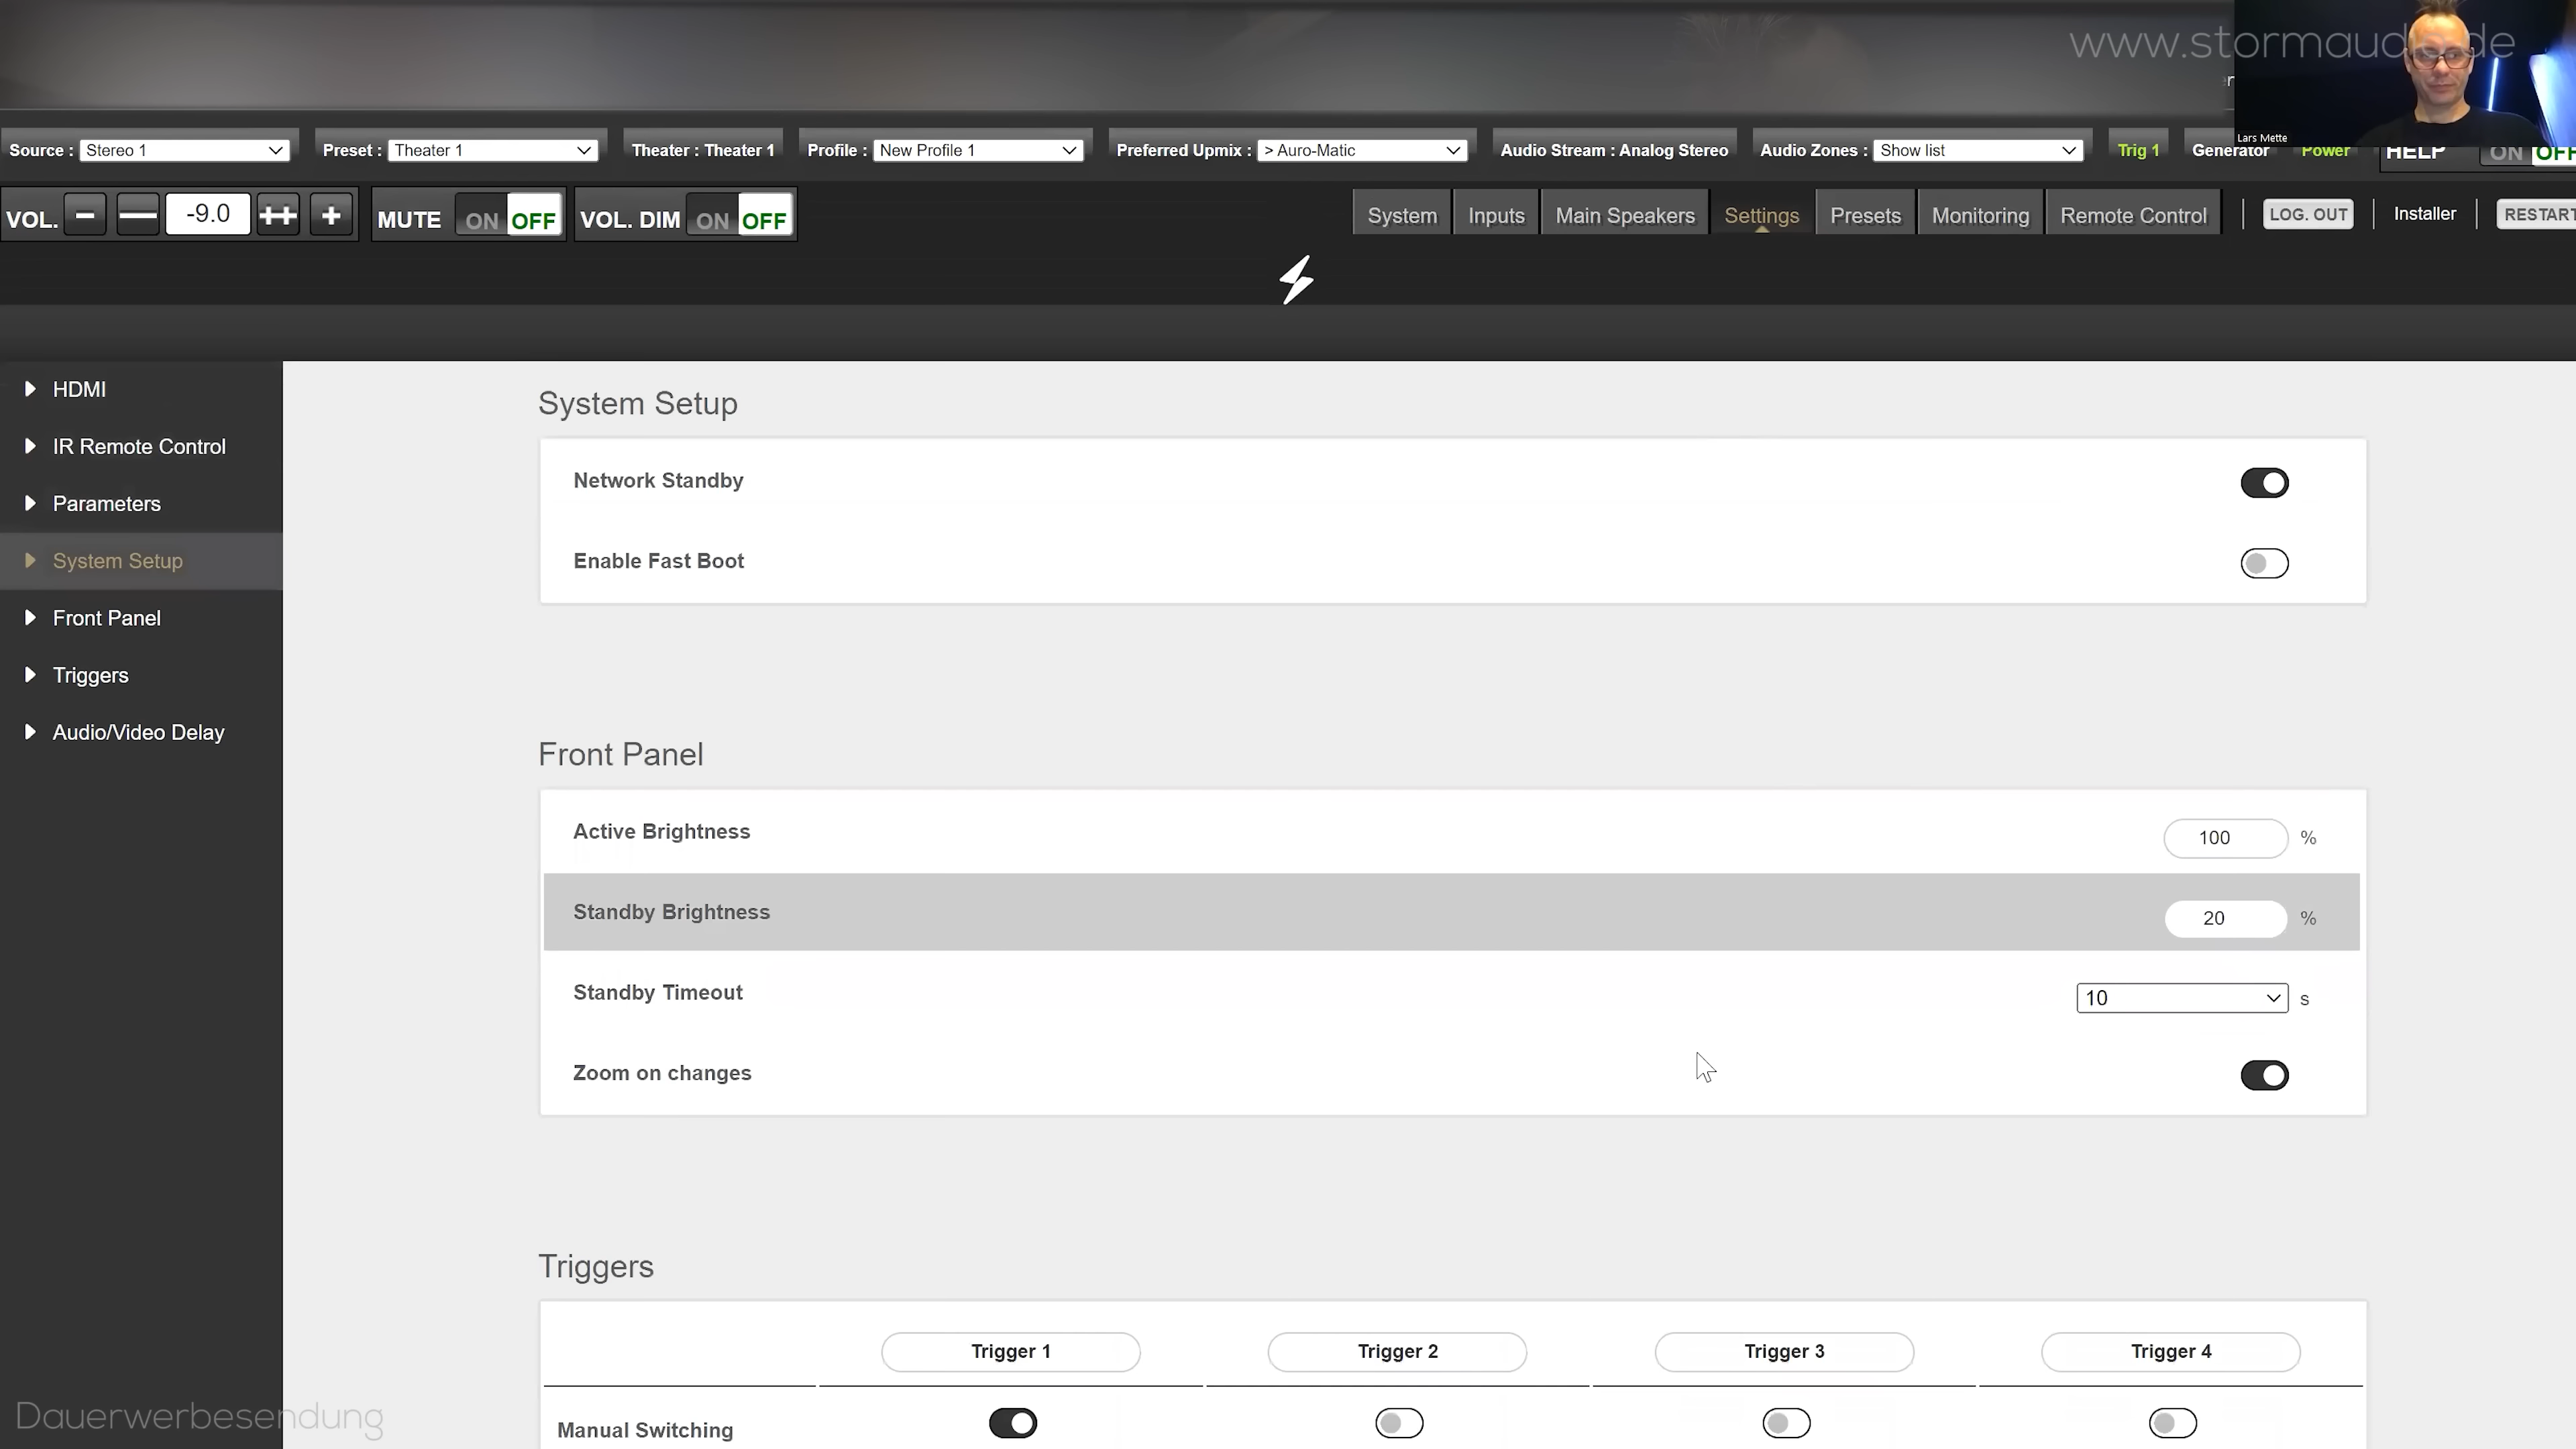 www.stormaudio.de
Lars Mette
Source : Stereo 1 Preset : Theater 1 Theater : Theater 1 Profile : New Profile 1 Preferred Upmix : > Auro-Matic Audio Stream : Analog Stereo Audio Zones : Show list Trig 1 Generator Power HELP ON OFF
VOL. - -9.0 ++ + MUTE ON OFF VOL. DIM ON OFF System Inputs Main Speakers Settings Presets Monitoring Remote Control LOG. OUT Installer RESTART
HDMI
IR Remote Control
Parameters
System Setup
Front Panel
Triggers
Audio/Video Delay
System Setup
Network Standby
Enable Fast Boot
Front Panel
Active Brightness 100 %
Standby Brightness 20 %
Standby Timeout 10 s
Zoom on changes
Triggers
Trigger 1 Trigger 2 Trigger 3 Trigger 4
Manual Switching
Dauerwerbesendung